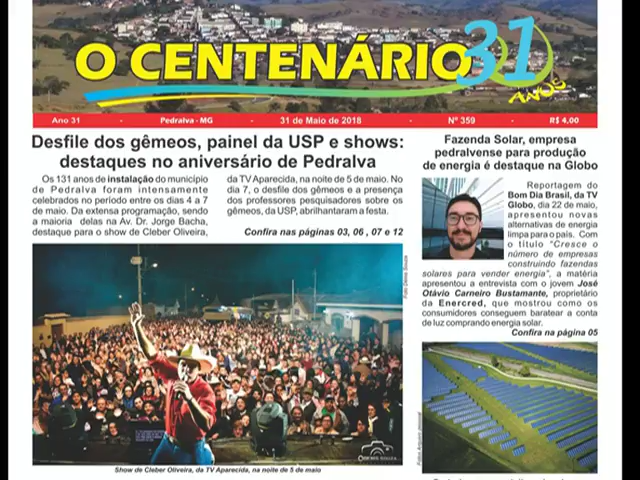 O CENTENÁRIO 31 ANOS
Ano 31 - Pedralva - MG - 31 de Maio de 2018 - Nº 359 - R$ 4,00
Desfile dos gêmeos, painel da USP e shows:
destaques no aniversário de Pedralva
Os 131 anos de instalação do município
de Pedralva foram intensamente
celebrados no período entre os dias 4 a 7
de maio. Da extensa programação, sendo
a maioria delas na Av. Dr. Jorge Bacha,
destaque para o show de Cleber Oliveira,
da TV Aparecida, na noite de 5 de maio. No
dia 7, o desfile dos gêmeos e a presença
dos professores pesquisadores sobre os
gêmeos, da USP, abrilhantaram a festa.
Confira nas páginas 03, 06 , 07 e 12
Show de Cleber Oliveira, da TV Aparecida, na noite de 5 de maio
Fazenda Solar, empresa
pedralvense para produção
de energia é destaque na Globo
Reportagem do
Bom Dia Brasil, da TV
Globo, dia 22 de maio,
apresentou novas
alternativas de energia
limpa para o país. Com
o título "Cresce o
número de empresas
construindo fazendas
solares para vender energia", a matéria
apresentou a entrevista com o jovem José
Otávio Carneiro Bustamante, proprietário
da Enercred, que mostrou como os
consumidores conseguem baratear a conta
de luz comprando energia solar.
Confira na página 05